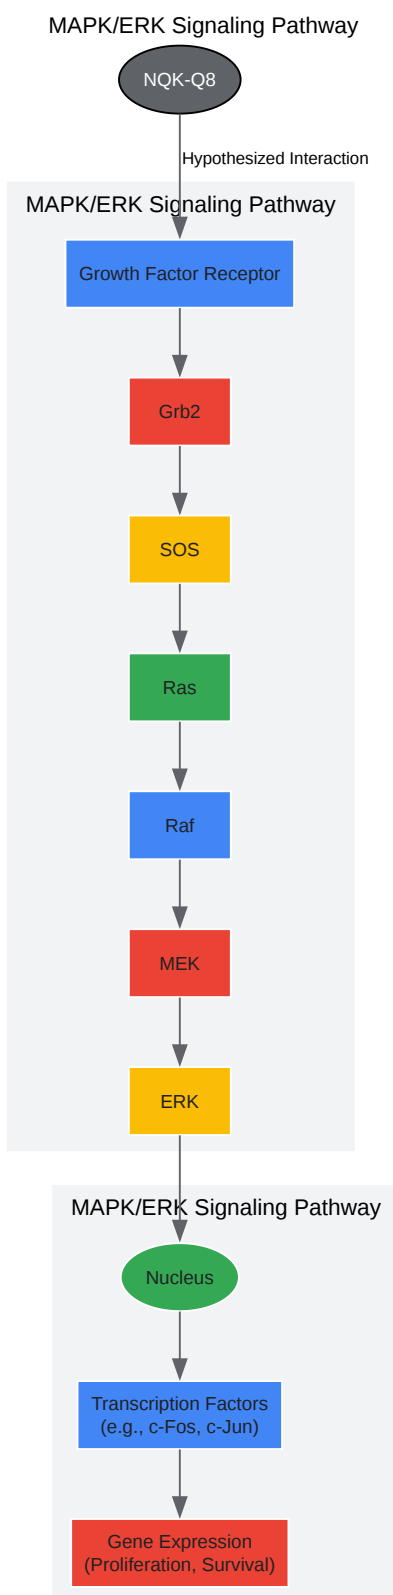 MAPK/ERK Signaling Pathway
NQK-Q8
Hypothesized Interaction
MAPK/ERK Signaling Pathway
Growth Factor Receptor
Grb2
SOS
Ras
Raf
MEK
ERK
MAPK/ERK Signaling Pathway
Nucleus
Transcription Factors
(e.g., c-Fos, c-Jun)
Gene Expression
(Proliferation, Survival)